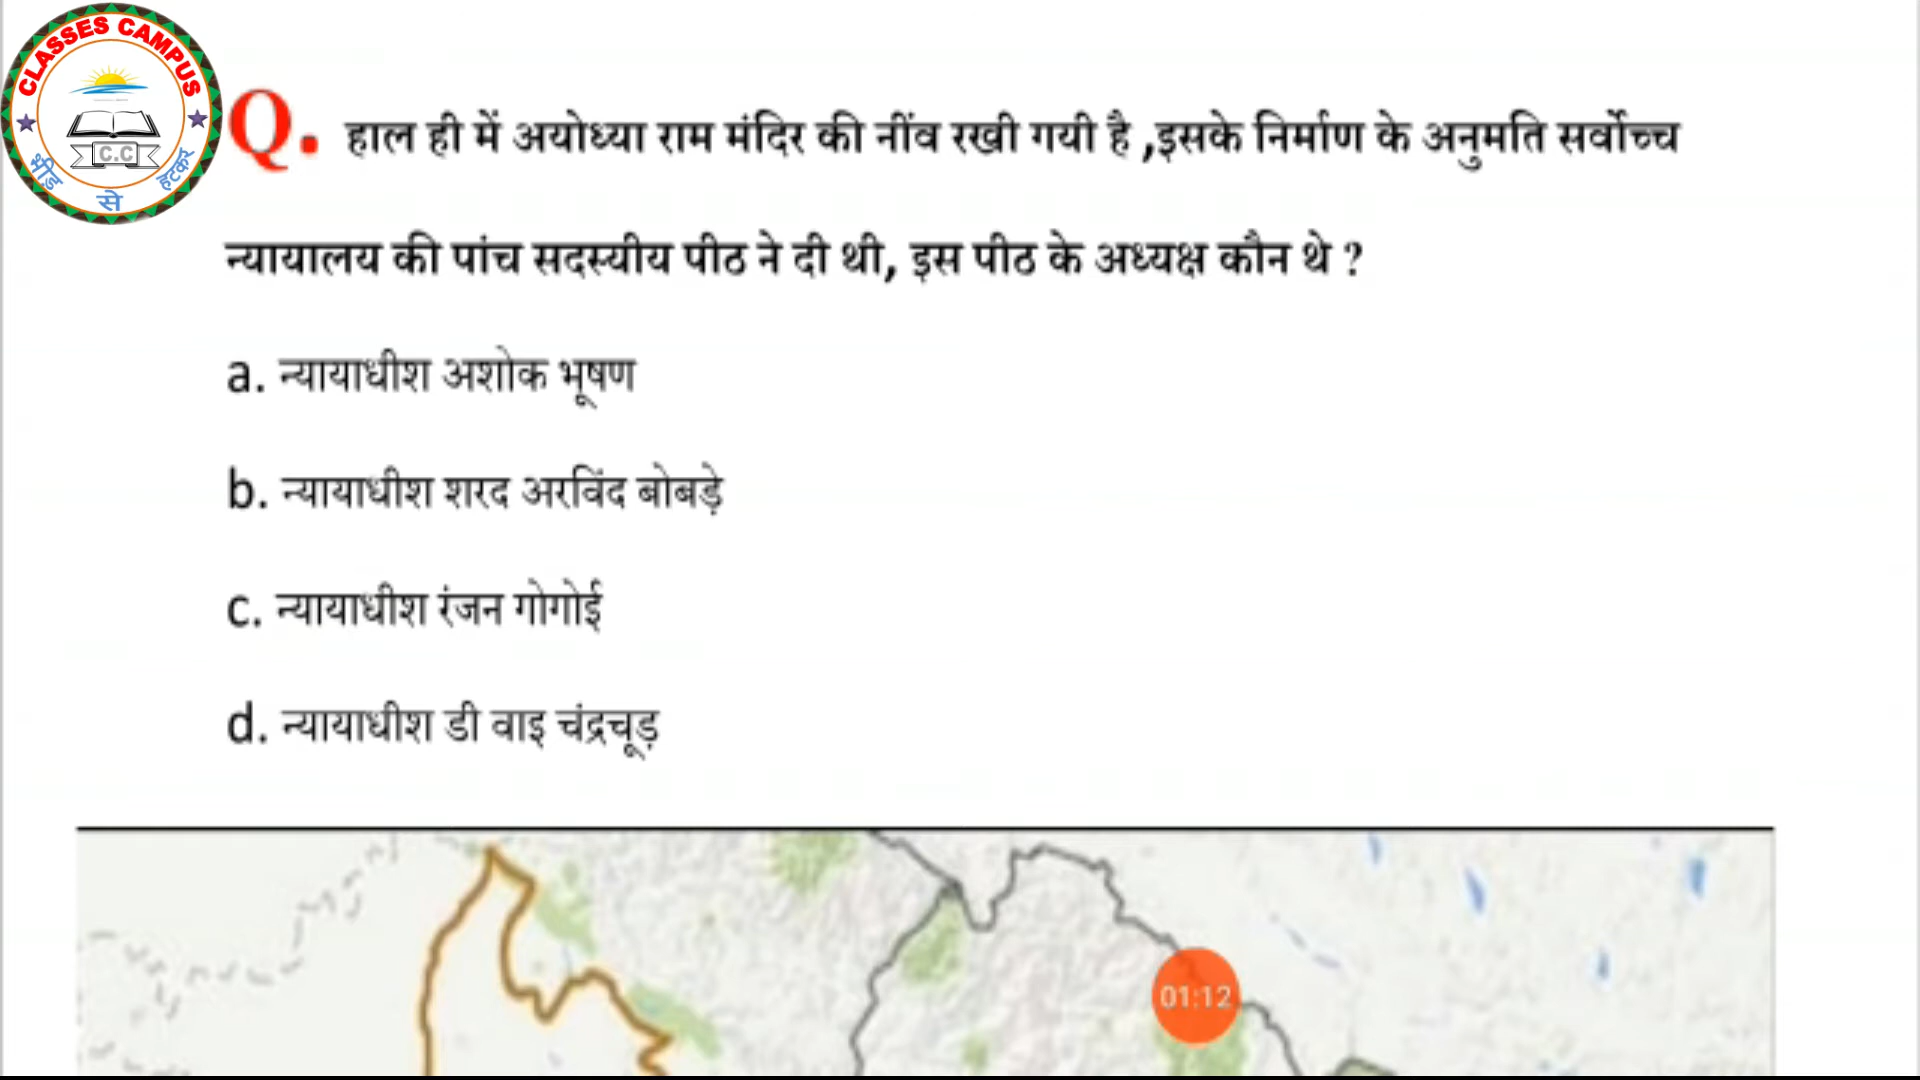 CLASSES CAMPUS
C.C
भीड़ से हटकर
Q. हाल ही में अयोध्या राम मंदिर की नींव रखी गयी है ,इसके निर्माण के अनुमति सर्वोच्च
न्यायालय की पांच सदस्यीय पीठ ने दी थी, इस पीठ के अध्यक्ष कौन थे ?
a. न्यायाधीश अशोक भूषण
b. न्यायाधीश शरद अरविंद बोबड़े
c. न्यायाधीश रंजन गोगोई
d. न्यायाधीश डी वाइ चंद्रचूड़
01:12